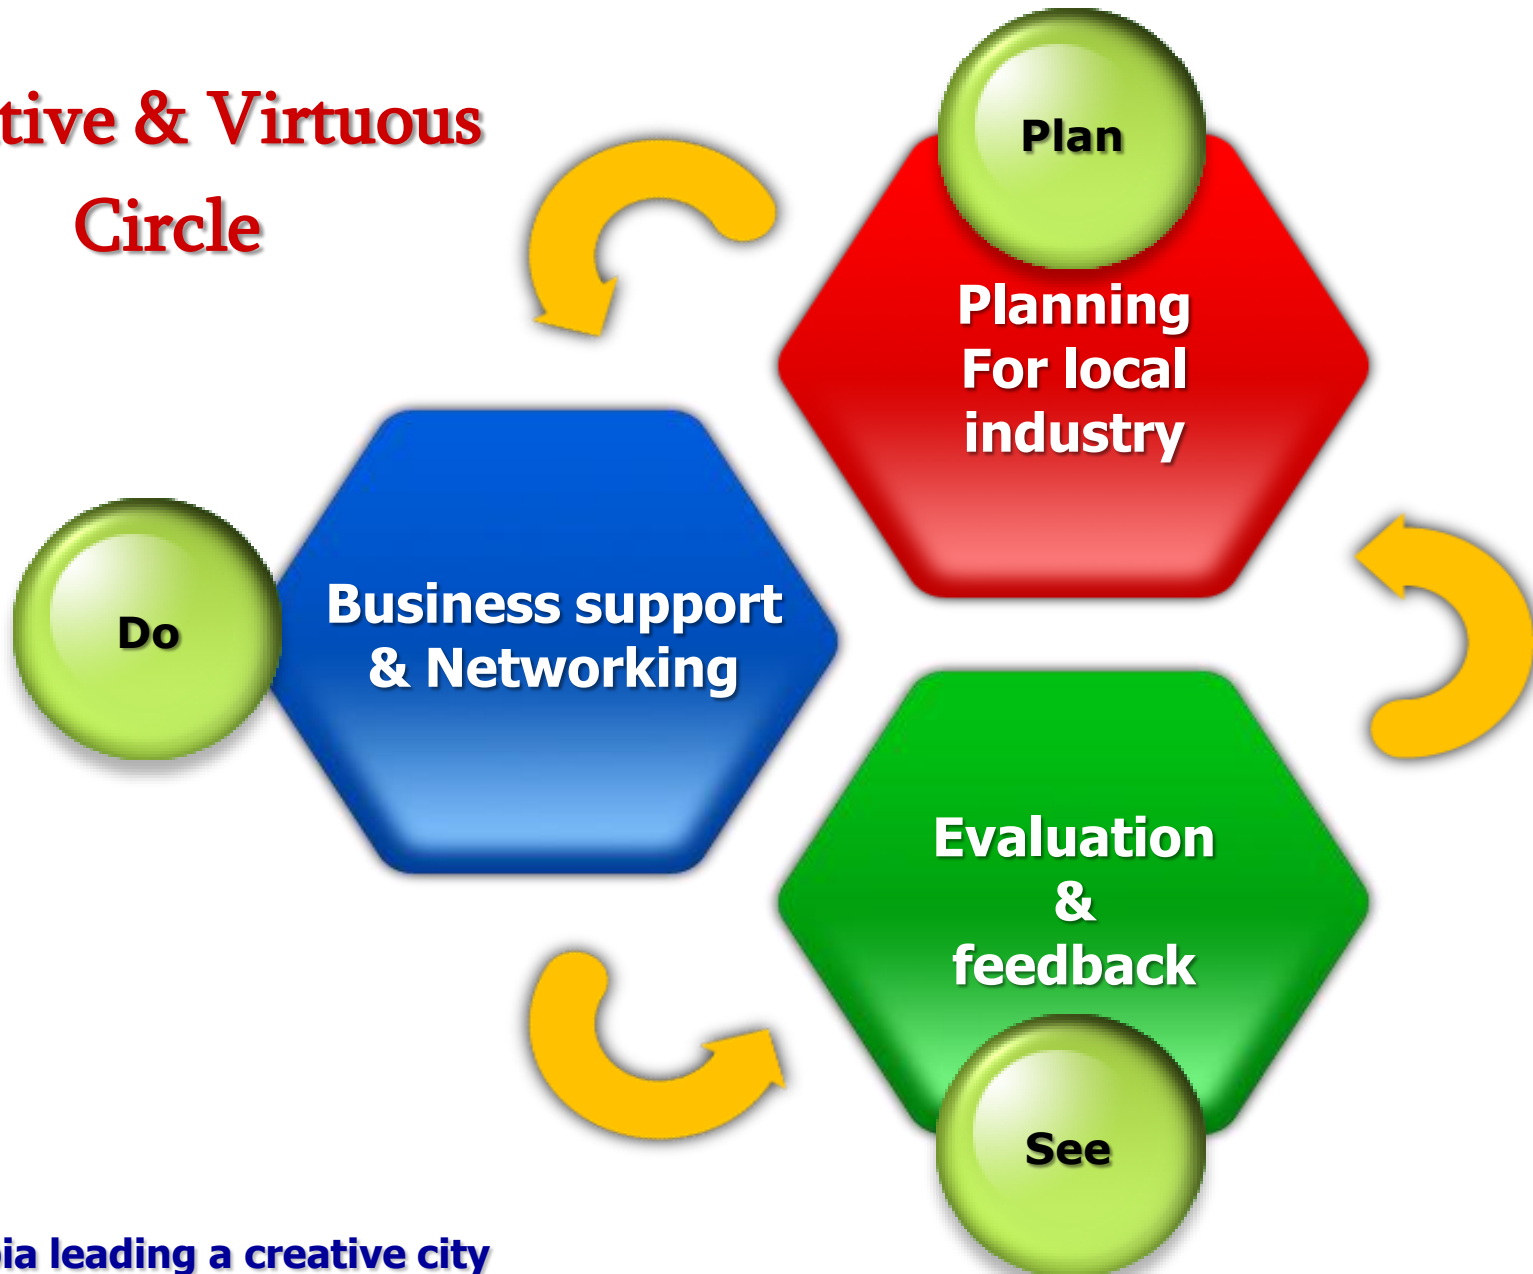 tive & Virtuous
Circle
Plan
Planning
For local
industry
Do
Business support
& Networking
Evaluation
&
feedback
See
ia leading a creative city